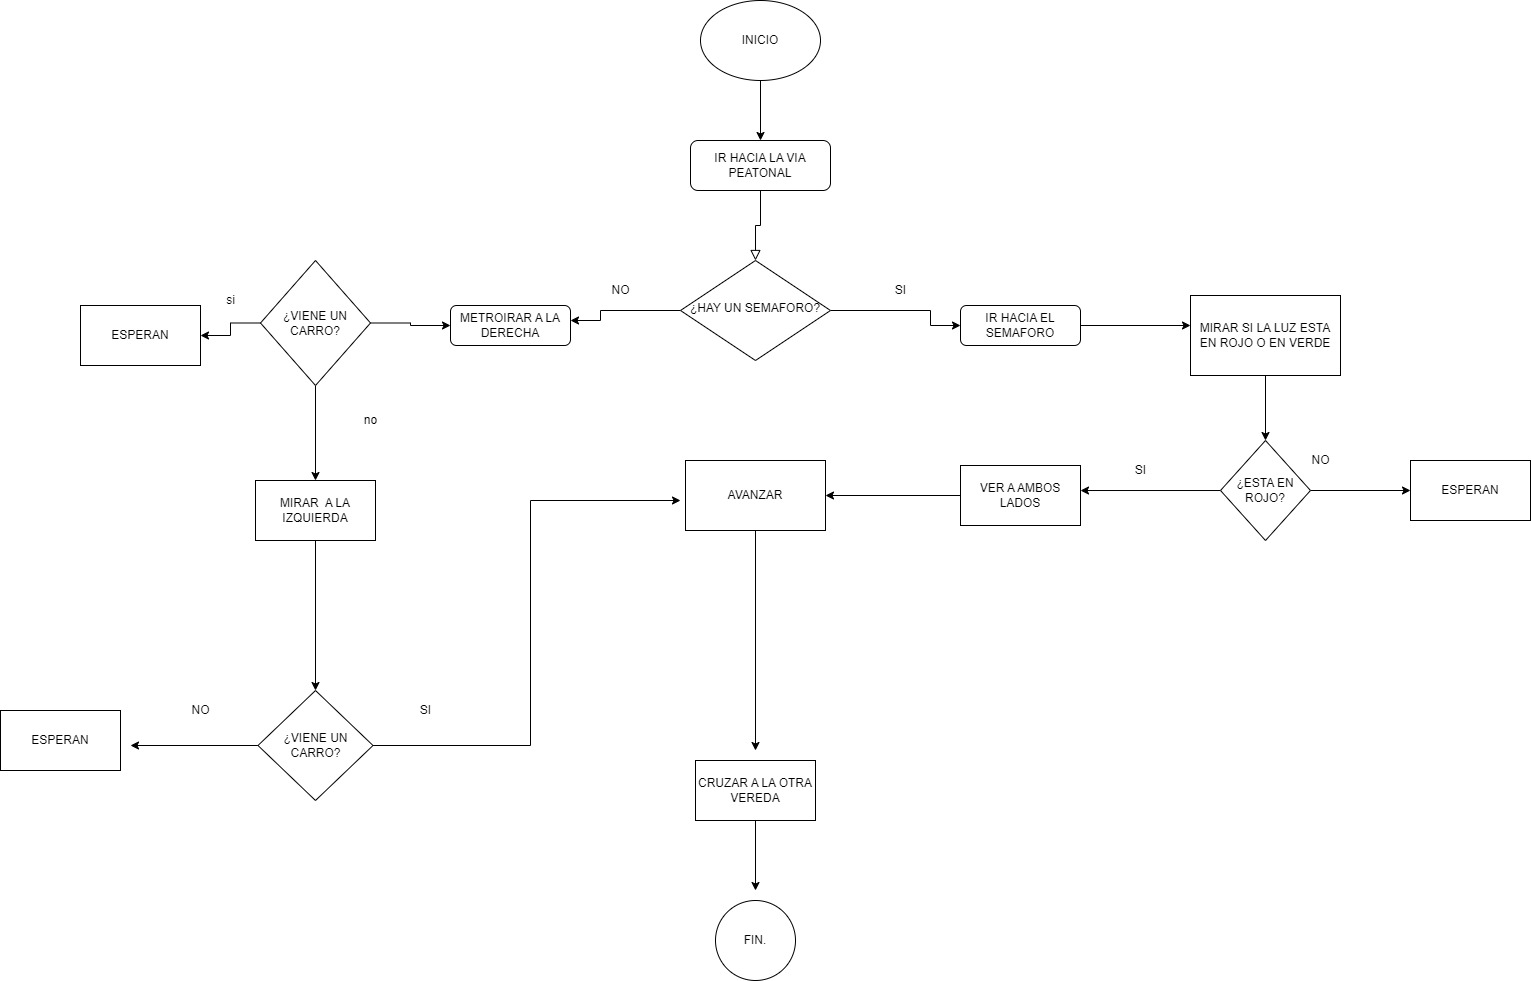 INICIO
IR HACIA LA VIA
PEATONAL
NO
SI
si
¿VIENE UN
CARRO?
ESPERAN
METROIRAR A LA
DERECHA
¿HAY UN SEMAFORO?
IR HACIA EL
SEMAFORO
MIRAR SI LA LUZ ESTA
EN ROJO O EN VERDE
no
MIRAR A LA
IZQUIERDA
AVANZAR
VER A AMBOS
LADOS
SI
¿ESTA EN
ROJO?
NO
ESPERAN
NO
SI
ESPERAN
¿VIENE UN
CARRO?
CRUZAR A LA OTRA
VEREDA
FIN.